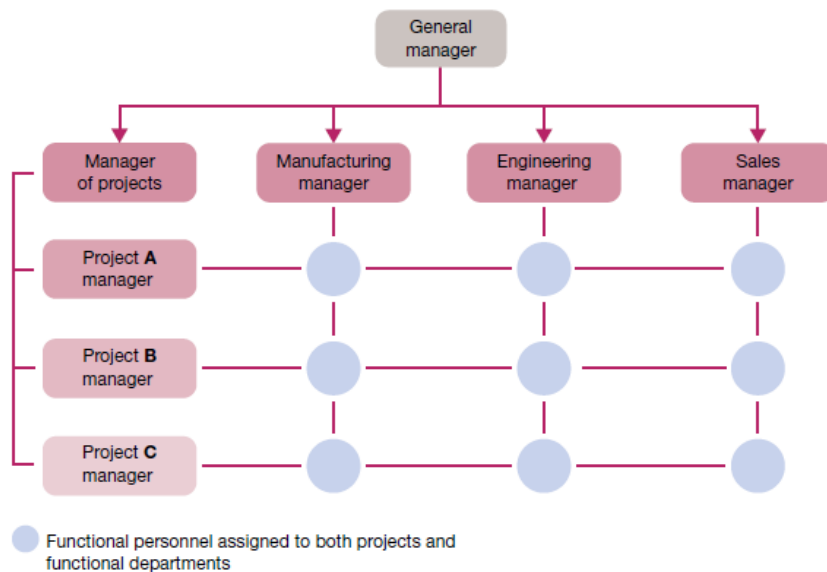 General
manager
Manager
of projects
Manufacturing
manager
Engineering
manager
Sales
manager
Project A
manager
Project B
manager
Project C
manager
Functional personnel assigned to both projects and
functional departments